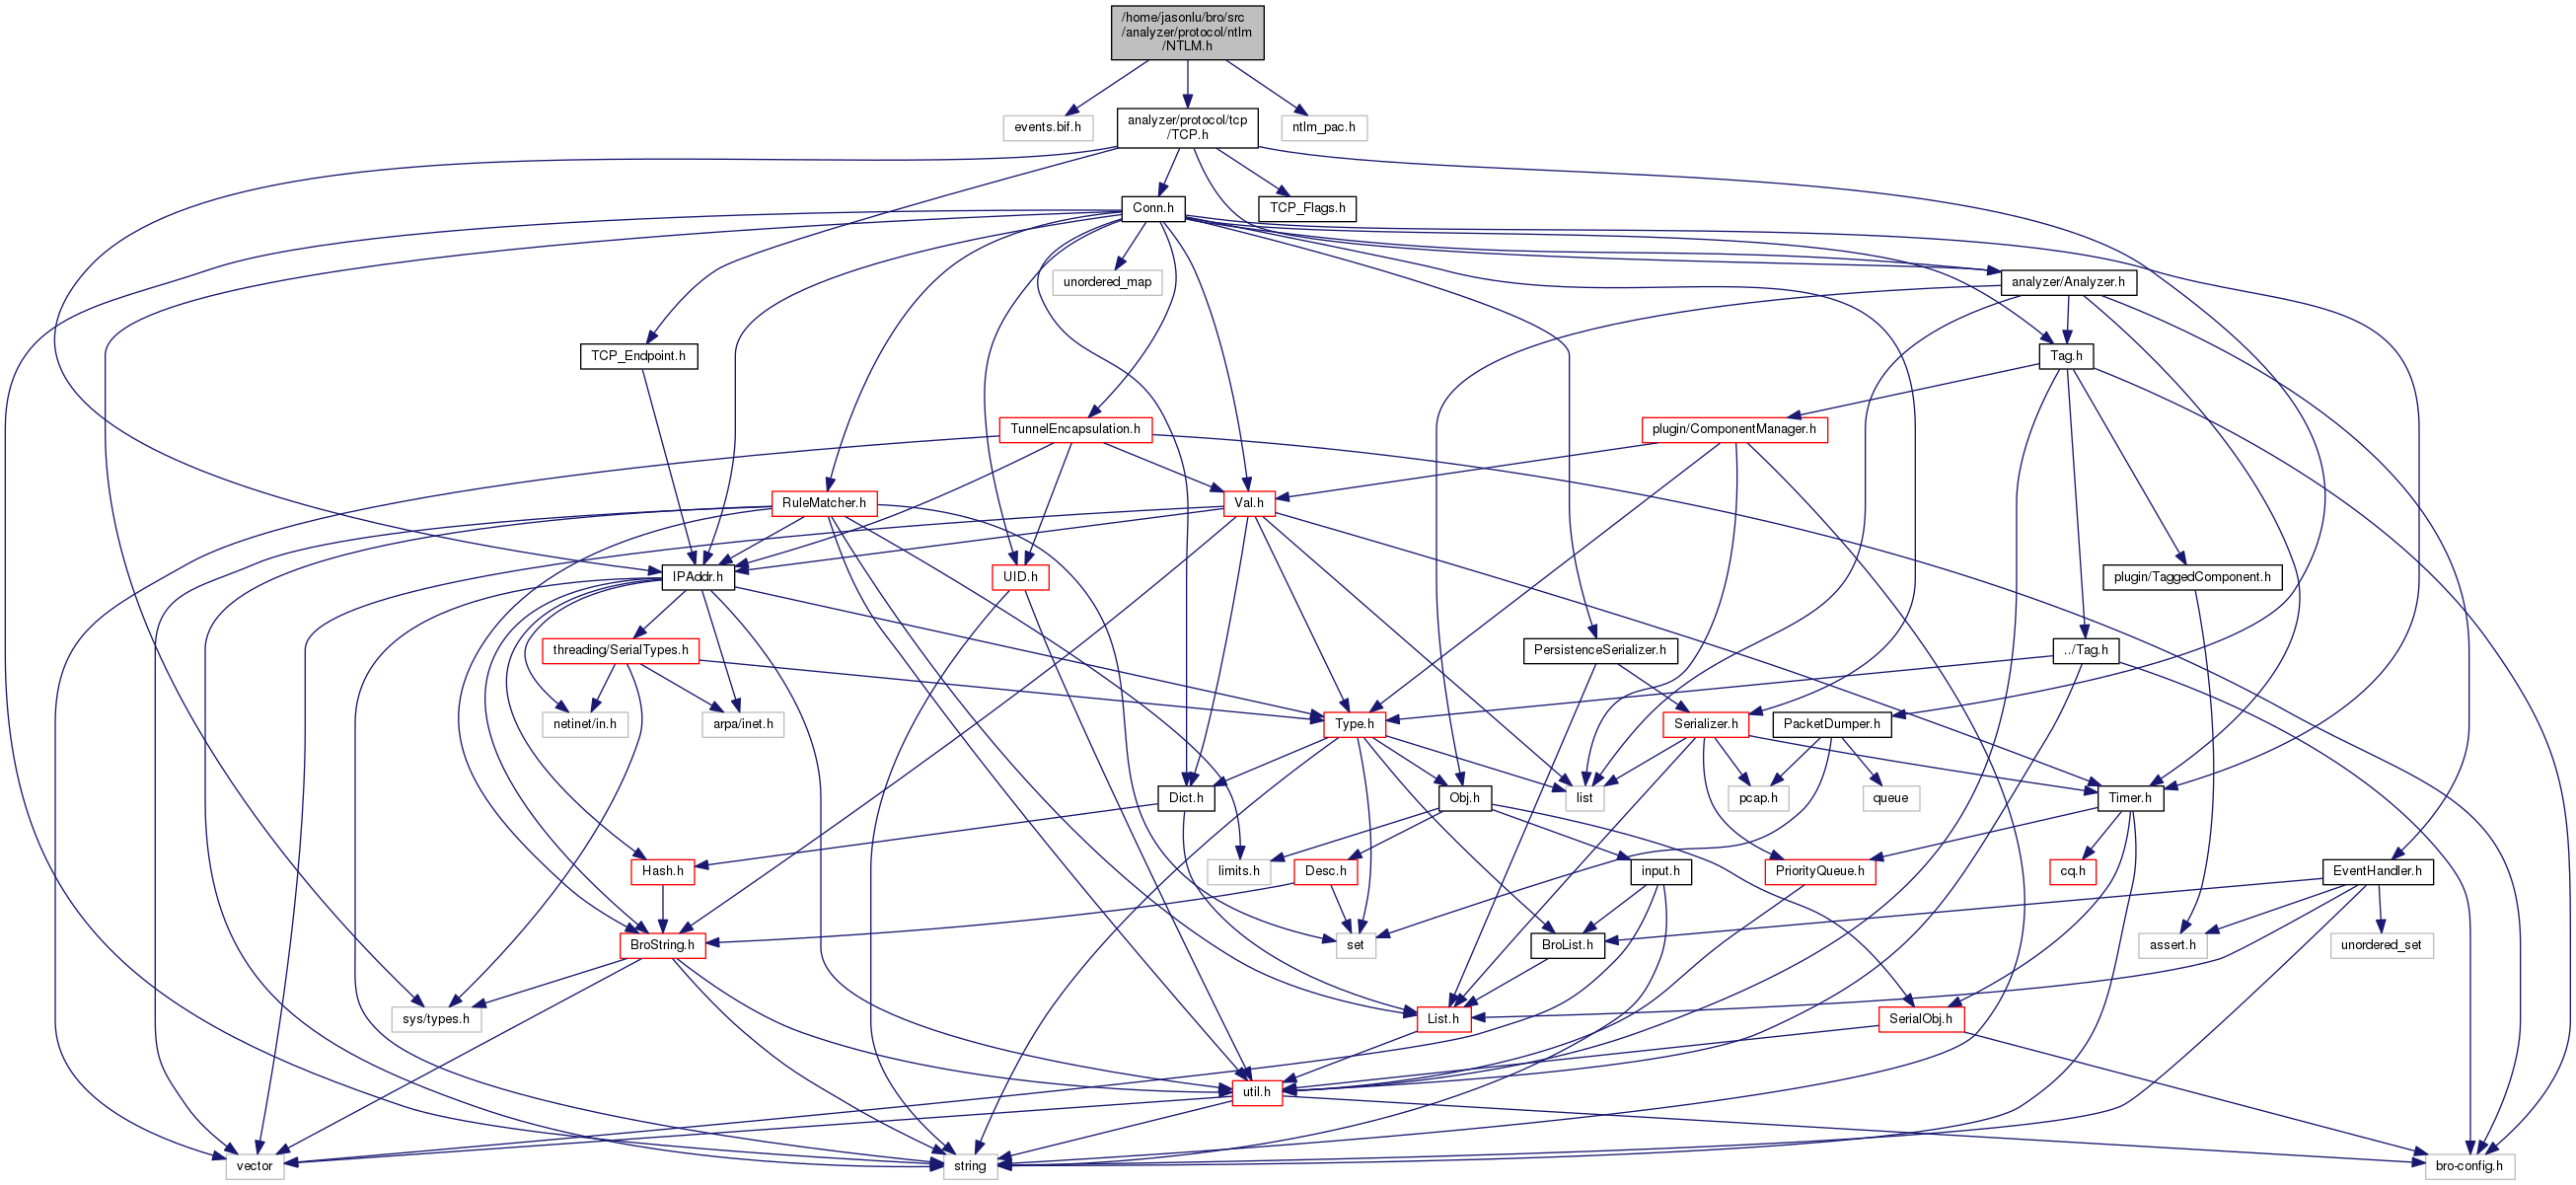 /home/jasonlu/bro/src
/analyzer/protocol/ntlm
/NTLM.h
events.bif.h
analyzer/protocol/tcp
/TCP.h
ntlm_pac.h
Conn.h
TCP_Flags.h
unordered_map
analyzer/Analyzer.h
TCP_Endpoint.h
Tag.h
TunnelEncapsulation.h
plugin/ComponentManager.h
RuleMatcher.h
Val.h
IPAddr.h
UID.h
plugin/TaggedComponent.h
threading/SerialTypes.h
PersistenceSerializer.h
../Tag.h
netinet/in.h
arpa/inet.h
Type.h
Serializer.h
PacketDumper.h
Dict.h
Obj.h
list
pcap.h
queue
Timer.h
Hash.h
limits.h
Desc.h
input.h
PriorityQueue.h
cq.h
EventHandler.h
BroString.h
set
BroList.h
assert.h
unordered_set
sys/types.h
List.h
SerialObj.h
util.h
vector
string
bro-config.h